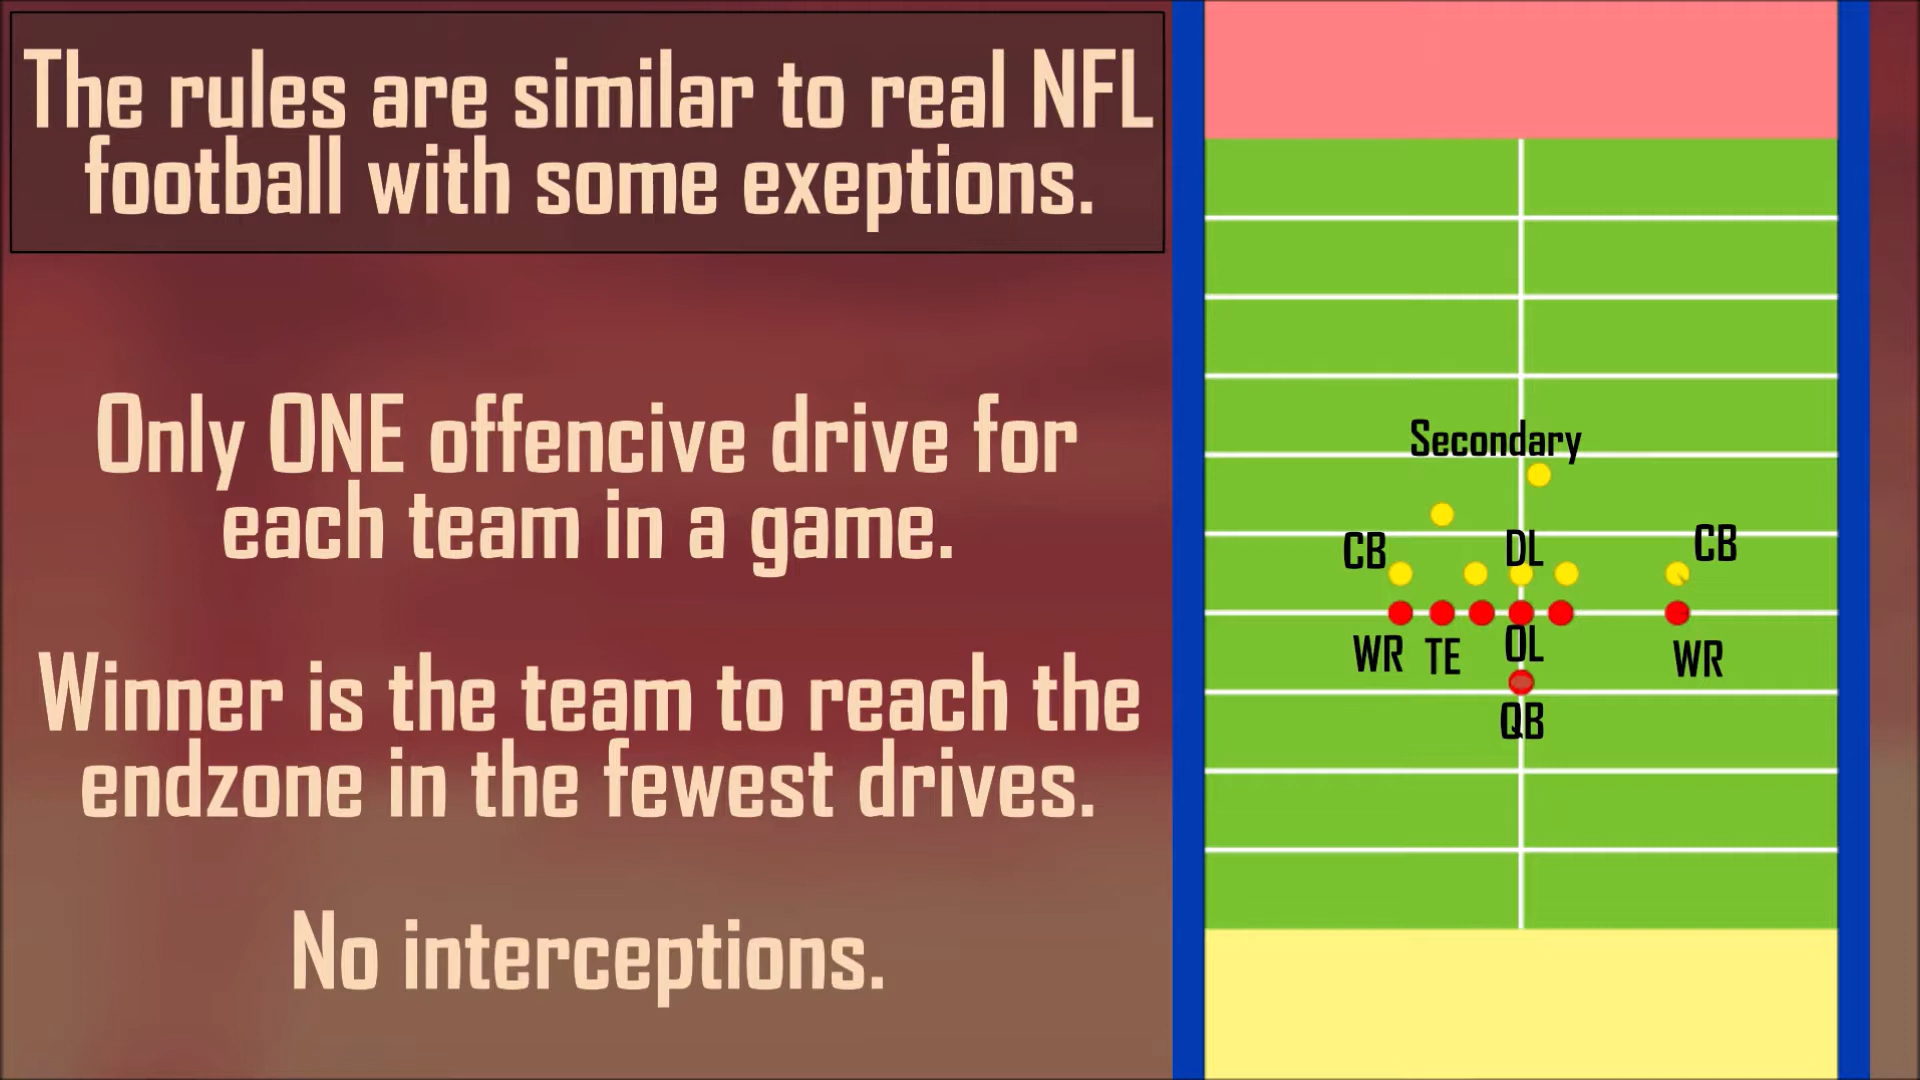 The rules are similar to real NFL
football with some exeptions.
Only ONE offencive drive for
each team in a game.
Winner is the team to reach the
endzone in the fewest drives.
No interceptions.
Secondary
CB DL CB
WR TE OL WR
QB